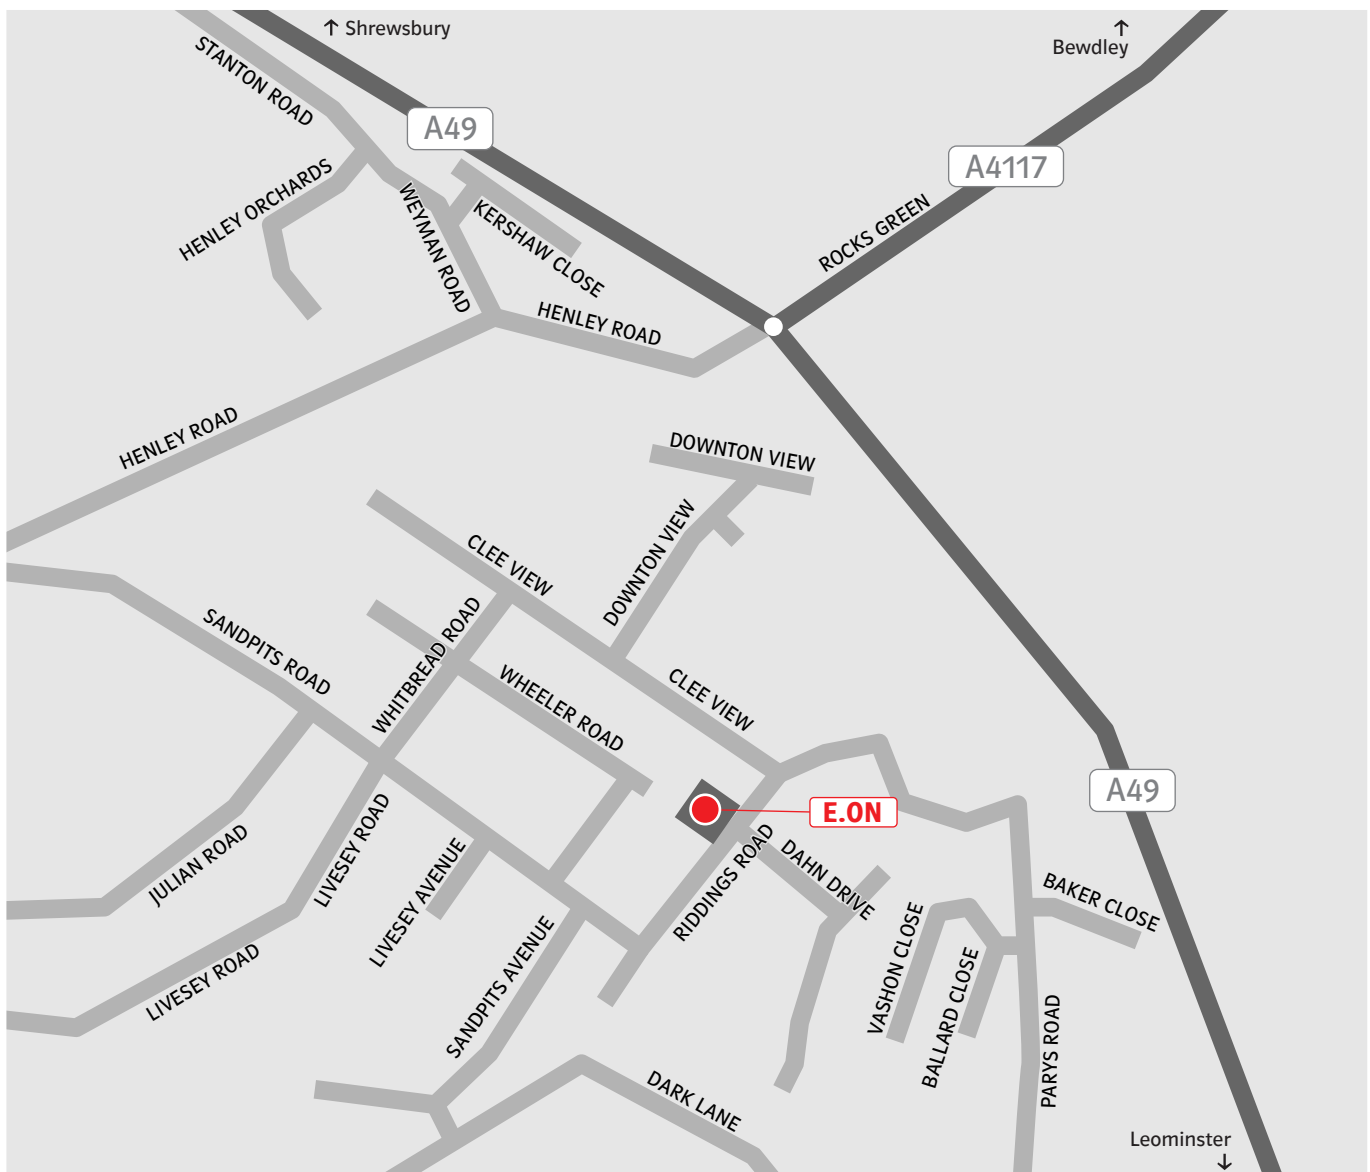 ↑ Shrewsbury
↑
Bewdley
STANTON ROAD
A49
A4117
HENLEY ORCHARDS
WEYMAN ROAD
KERSHAW CLOSE
ROCKS GREEN
HENLEY ROAD
HENLEY ROAD
DOWNTON VIEW
DOWNTON VIEW
CLEE VIEW
SANDPITS ROAD
WHITBREAD ROAD
WHEELER ROAD
CLEE VIEW
E.ON
A49
JULIAN ROAD
LIVESEY ROAD
LIVESEY AVENUE
RIDDINGS ROAD
DAHN DRIVE
BAKER CLOSE
LIVESEY ROAD
SANDPITS AVENUE
VASHON CLOSE
BALLARD CLOSE
PARYS ROAD
DARK LANE
Leominster
↓